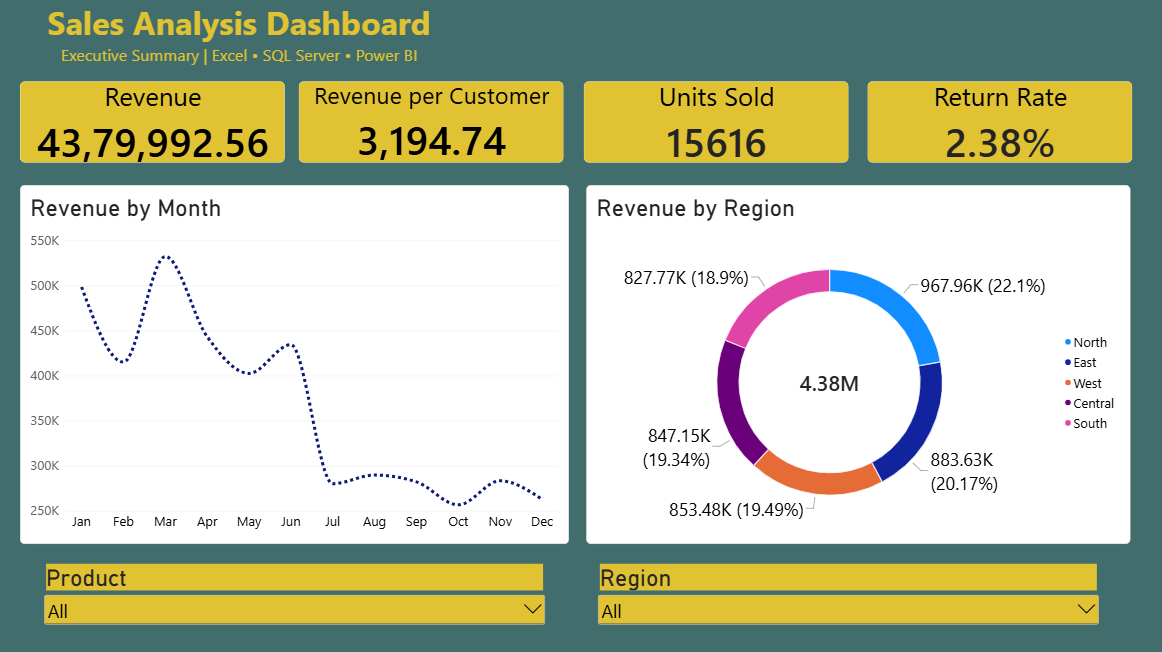 Sales Analysis Dashboard
Executive Summary | Excel • SQL Server • Power BI
Revenue
43,79,992.56
Revenue per Customer
3,194.74
Units Sold
15616
Return Rate
2.38%
Revenue by Month
550K
500K
450K
400K
350K
300K
250K
Jan Feb Mar Apr May Jun Jul Aug Sep Oct Nov Dec
Revenue by Region
827.77K (18.9%)
967.96K (22.1%)
4.38M
847.15K
(19.34%)
883.63K
(20.17%)
853.48K (19.49%)
North
East
West
Central
South
Product
All
Region
All